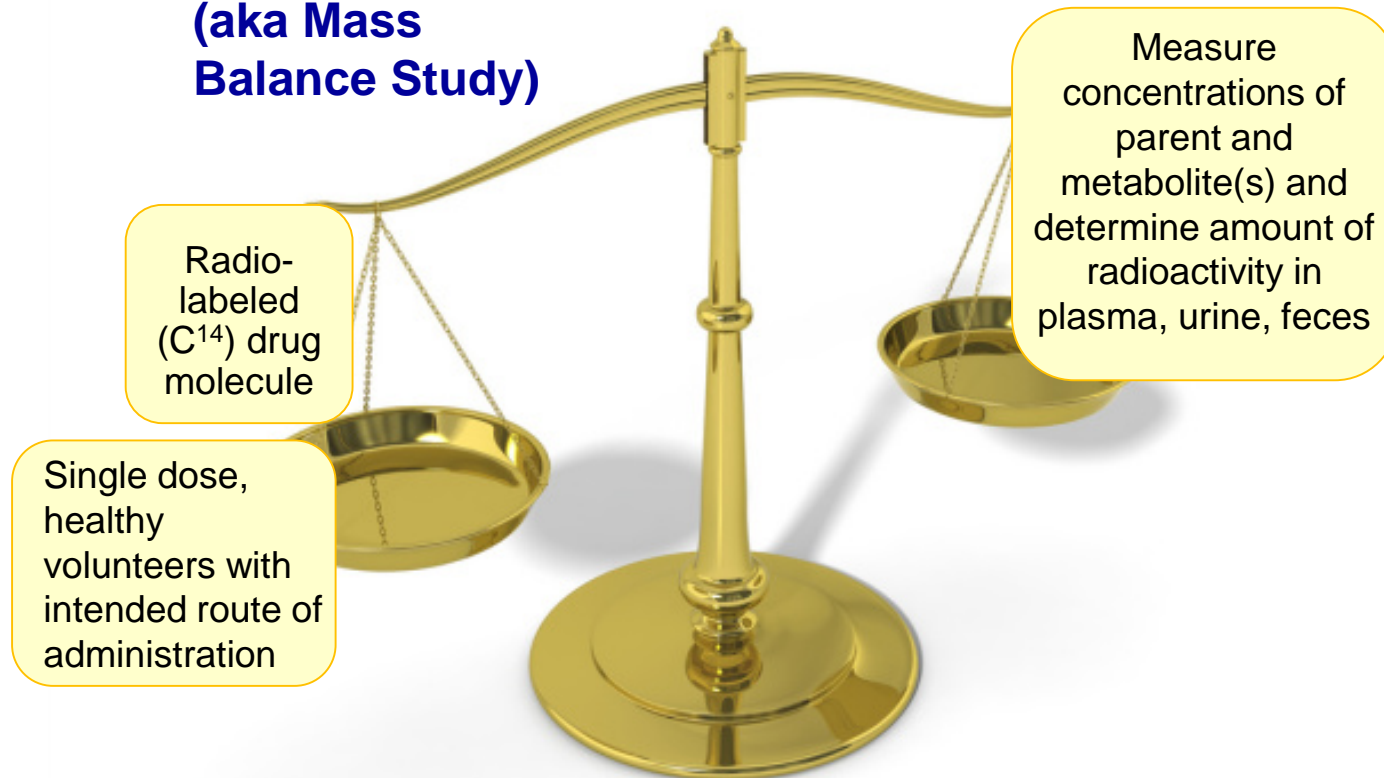 (aka Mass
Balance Study)
Measure
concentrations of
parent and
metabolite(s) and
determine amount of
radioactivity in
plasma, urine, feces
Radio-
labeled
(C¹⁴) drug
molecule
Single dose,
healthy
volunteers with
intended route of
administration